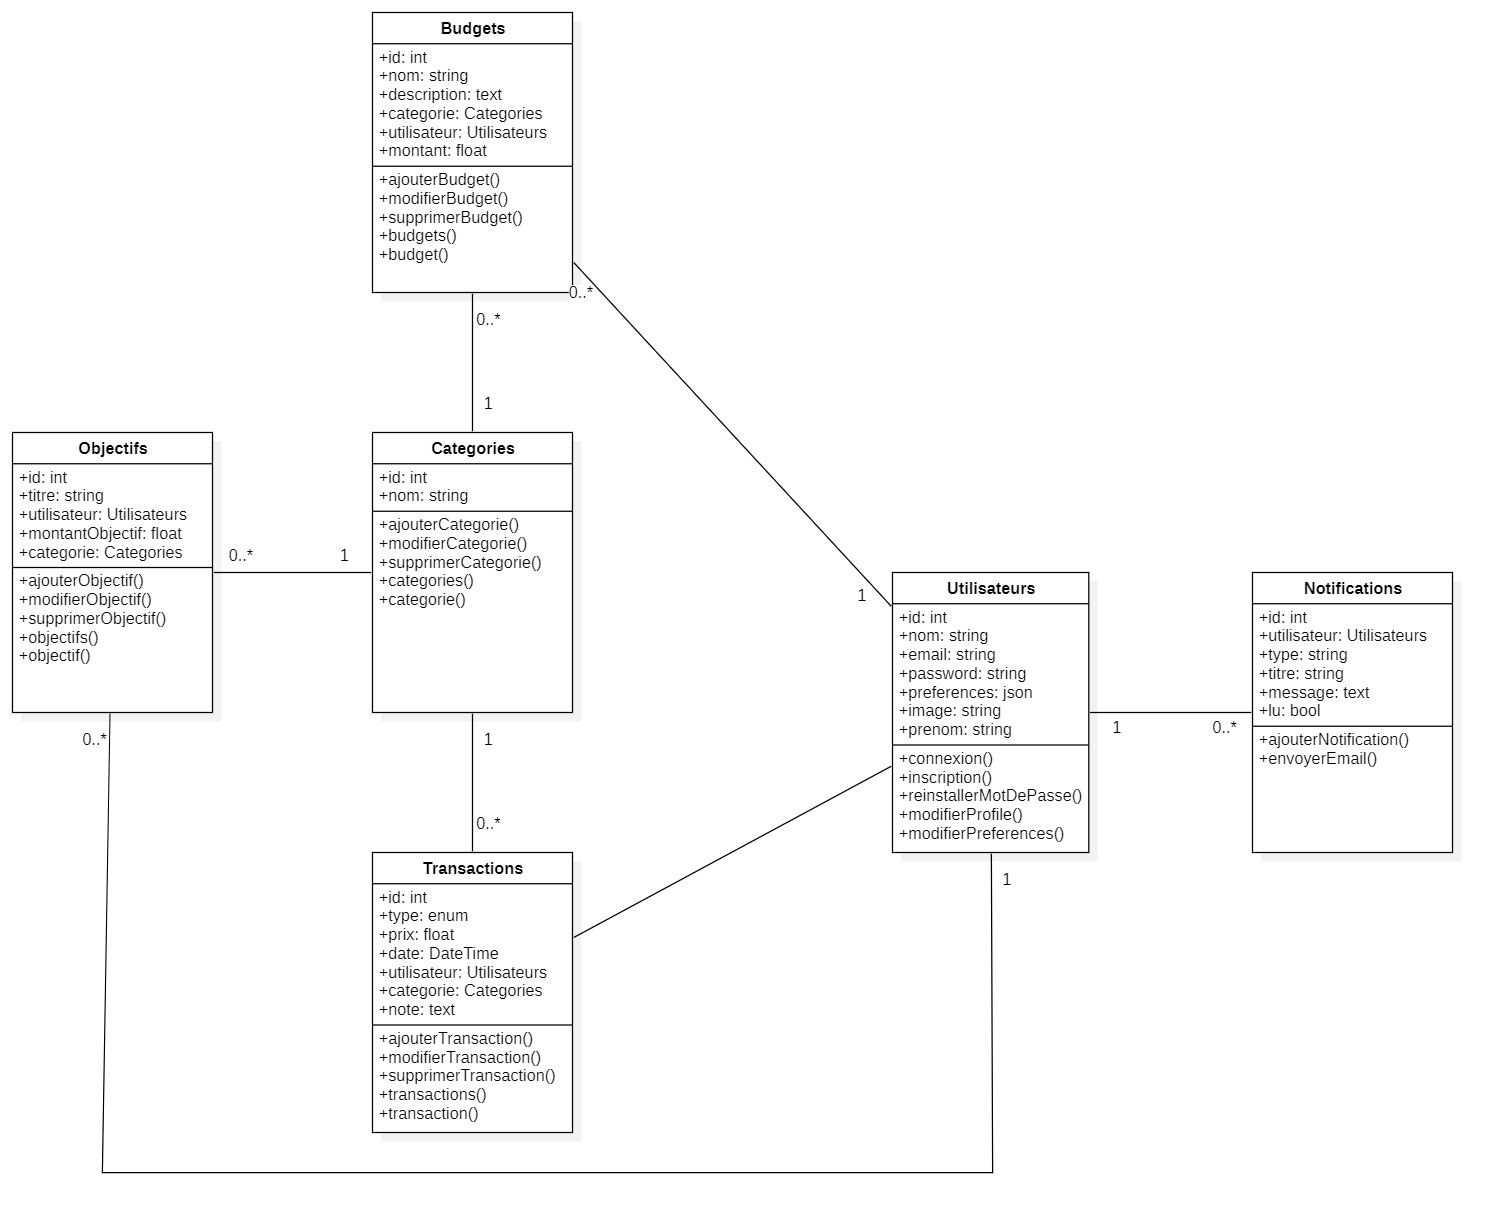 Budgets
+id: int
+nom: string
+description: text
+categorie: Categories
+utilisateur: Utilisateurs
+montant: float
+ajouterBudget()
+modifierBudget()
+supprimerBudget()
+budgets()
+budget()
0..*
0..*
1
Objectifs
+id: int
+titre: string
+utilisateur: Utilisateurs
+montantObjectif: float
+categorie: Categories
+ajouterObjectif()
+modifierObjectif()
+supprimerObjectif()
+objectifs()
+objectif()
0..*
1
Categories
+id: int
+nom: string
+ajouterCategorie()
+modifierCategorie()
+supprimerCategorie()
+categories()
+categorie()
1
Utilisateurs
+id: int
+nom: string
+email: string
+password: string
+preferences: json
+image: string
+prenom: string
+connexion()
+inscription()
+reinstallerMotDePasse()
+modifierProfile()
+modifierPreferences()
1
0..*
Notifications
+id: int
+utilisateur: Utilisateurs
+type: string
+titre: string
+message: text
+lu: bool
+ajouterNotification()
+envoyerEmail()
0..*
1
0..*
Transactions
+id: int
+type: enum
+prix: float
+date: DateTime
+utilisateur: Utilisateurs
+categorie: Categories
+note: text
+ajouterTransaction()
+modifierTransaction()
+supprimerTransaction()
+transactions()
+transaction()
1